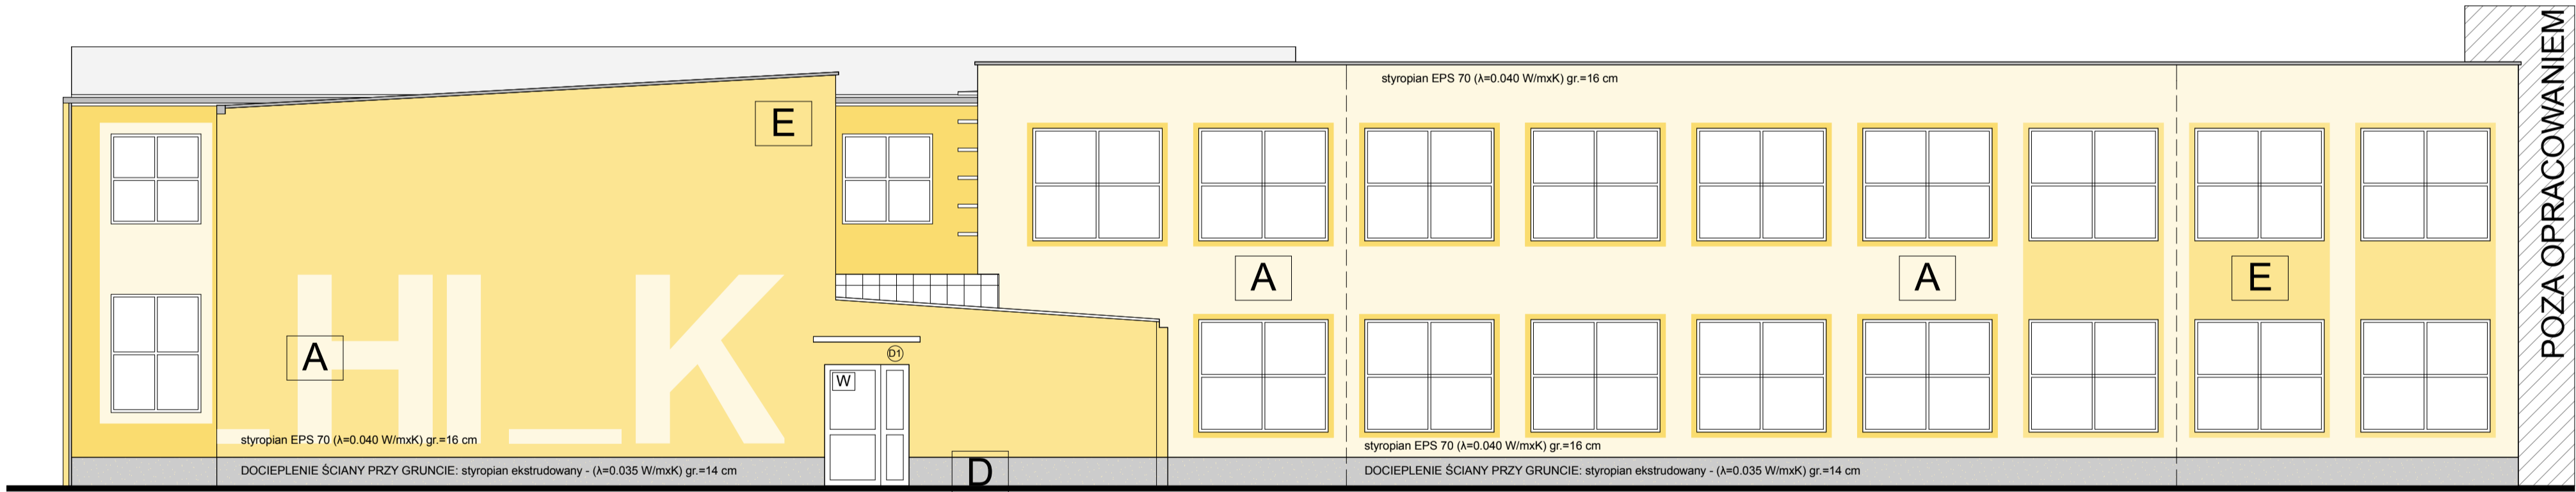 styropian EPS 70 (λ=0.040 W/mxK) gr.=16 cm
POZA OPRACOWANIEM
E
A
A
E
_HI_K
A
D1
W
styropian EPS 70 (λ=0.040 W/mxK) gr.=16 cm
styropian EPS 70 (λ=0.040 W/mxK) gr.=16 cm
DOCIEPLENIE ŚCIANY PRZY GRUNCIE: styropian ekstrudowany - (λ=0.035 W/mxK) gr.=14 cm
D
DOCIEPLENIE ŚCIANY PRZY GRUNCIE: styropian ekstrudowany - (λ=0.035 W/mxK) gr.=14 cm